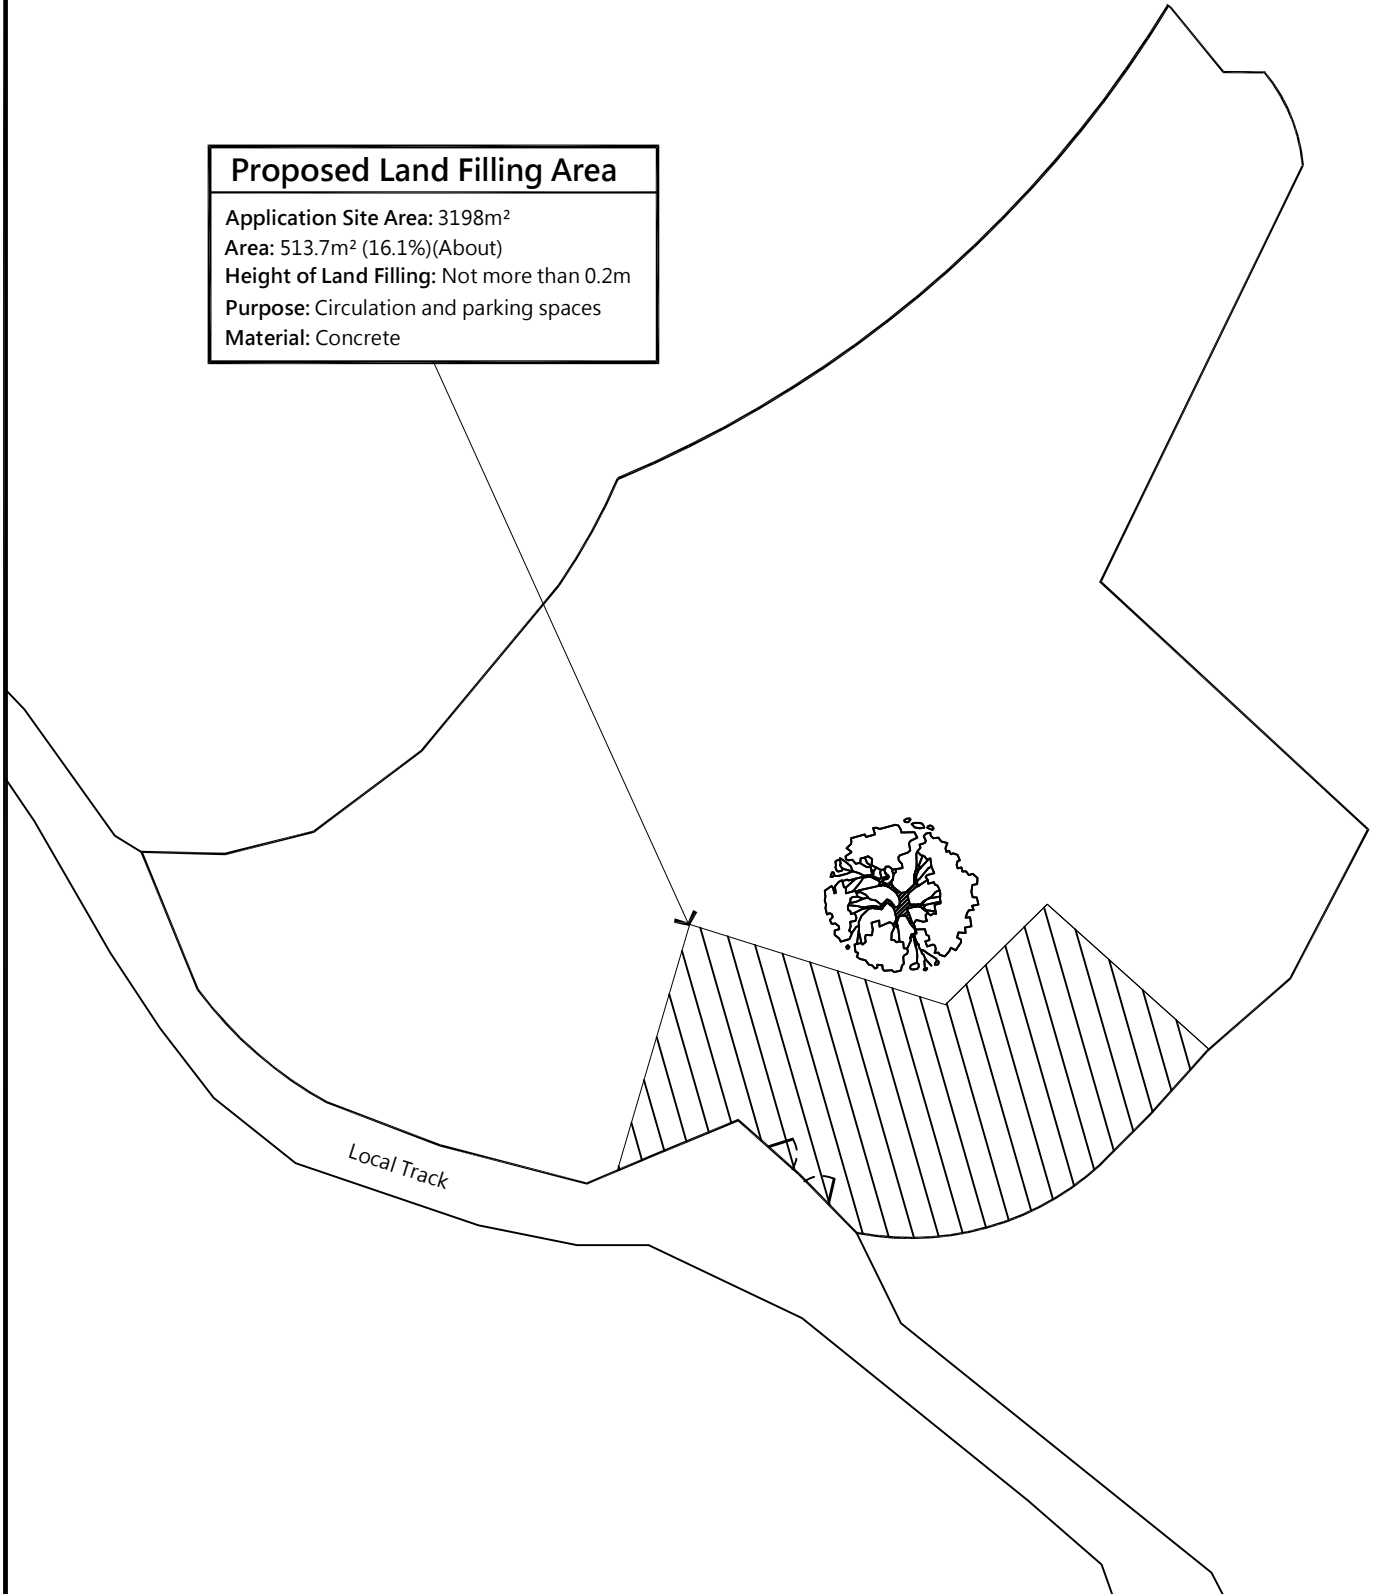 Proposed Land Filling Area
Application Site Area: 3198m²
Area: 513.7m² (16.1%)(About)
Height of Land Filling: Not more than 0.2m
Purpose: Circulation and parking spaces
Material: Concrete
Local Track